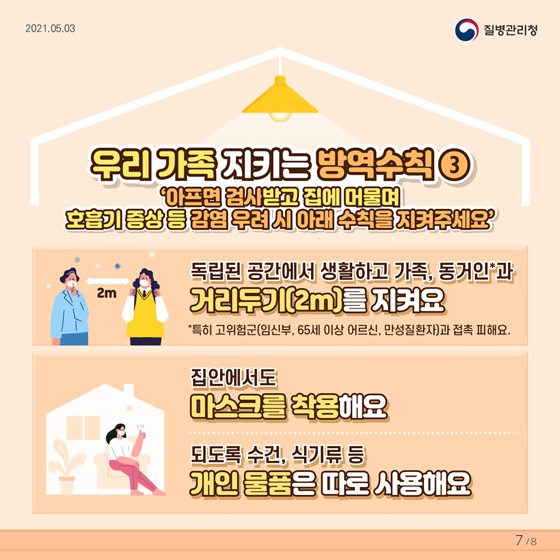 2021.05.03
질병관리청
우리 가족 지키는 방역수칙 ❸
‘아프면 검사받고 집에 머물며
호흡기 증상 등 감염 우려 시 아래 수칙을 지켜주세요’
2m
독립된 공간에서 생활하고 가족, 동거인*과
거리두기(2m)를 지켜요
*특히 고위험군(임신부, 65세 이상 어르신, 만성질환자)과 접촉 피해요.
집안에서도
마스크를 착용해요
되도록 수건, 식기류 등
개인 물품은 따로 사용해요
7 / 8